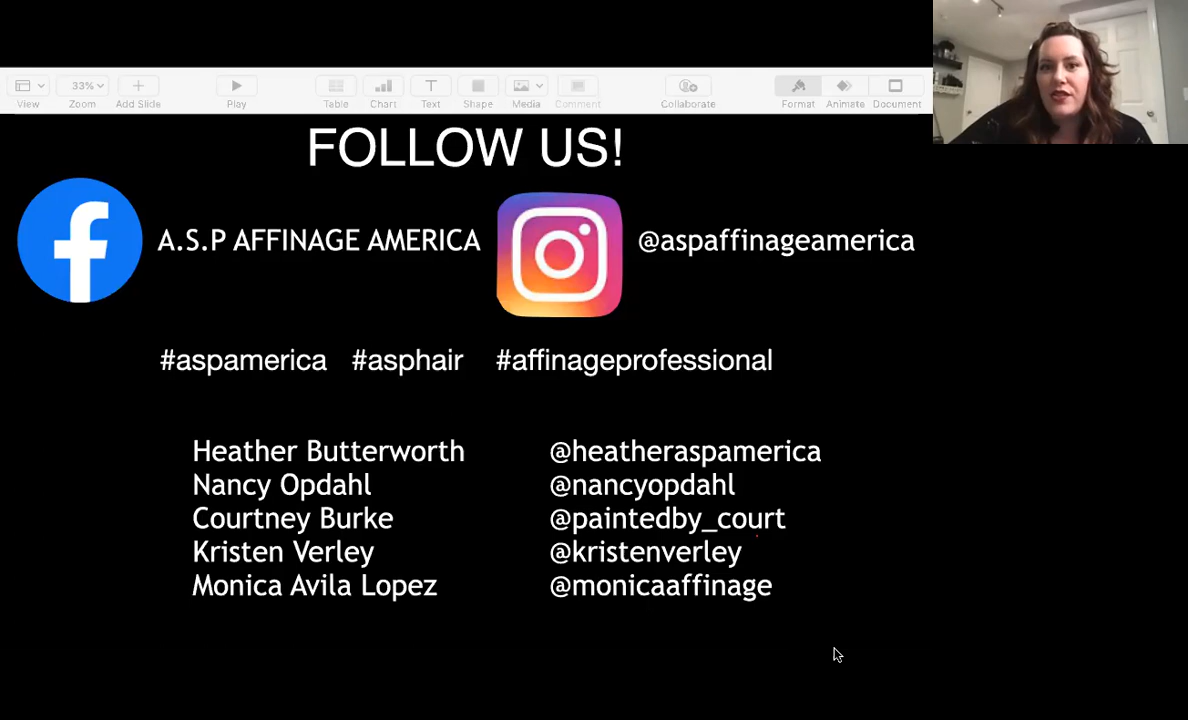 View 33% Zoom Add Slide Play Table Chart Text Shape Media Comment Collaborate Format Animate Document
FOLLOW US!
A.S.P AFFINAGE AMERICA @aspaffinageamerica
#aspamerica #asphair #affinageprofessional
Heather Butterworth @heatheraspamerica
Nancy Opdahl @nancyopdahl
Courtney Burke @paintedby_court
Kristen Verley @kristenverley
Monica Avila Lopez @monicaaffinage